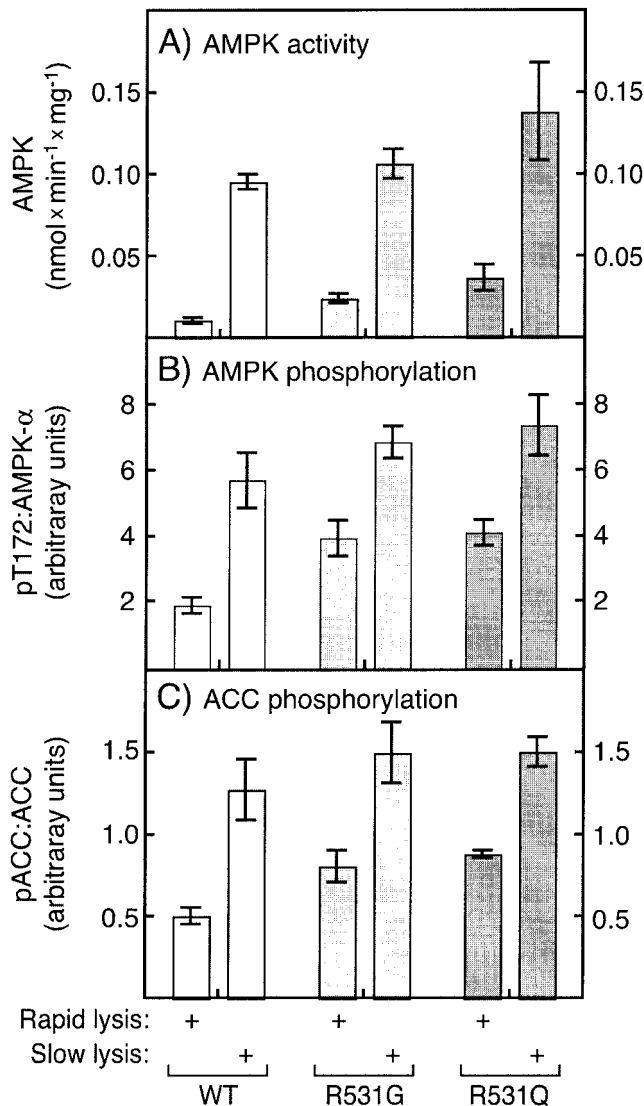 A) AMPK activity
AMPK
(nmol x min⁻¹ x mg⁻¹)
0.15 0.15
0.10 0.10
0.05 0.05
B) AMPK phosphorylation
pT172:AMPK-α
(arbitraray units)
8 8
6 6
4 4
2 2
C) ACC phosphorylation
pACC:ACC
(arbitraray units)
1.5 1.5
1.0 1.0
0.5 0.5
Rapid lysis: + + +
Slow lysis: + + +
WT R531G R531Q